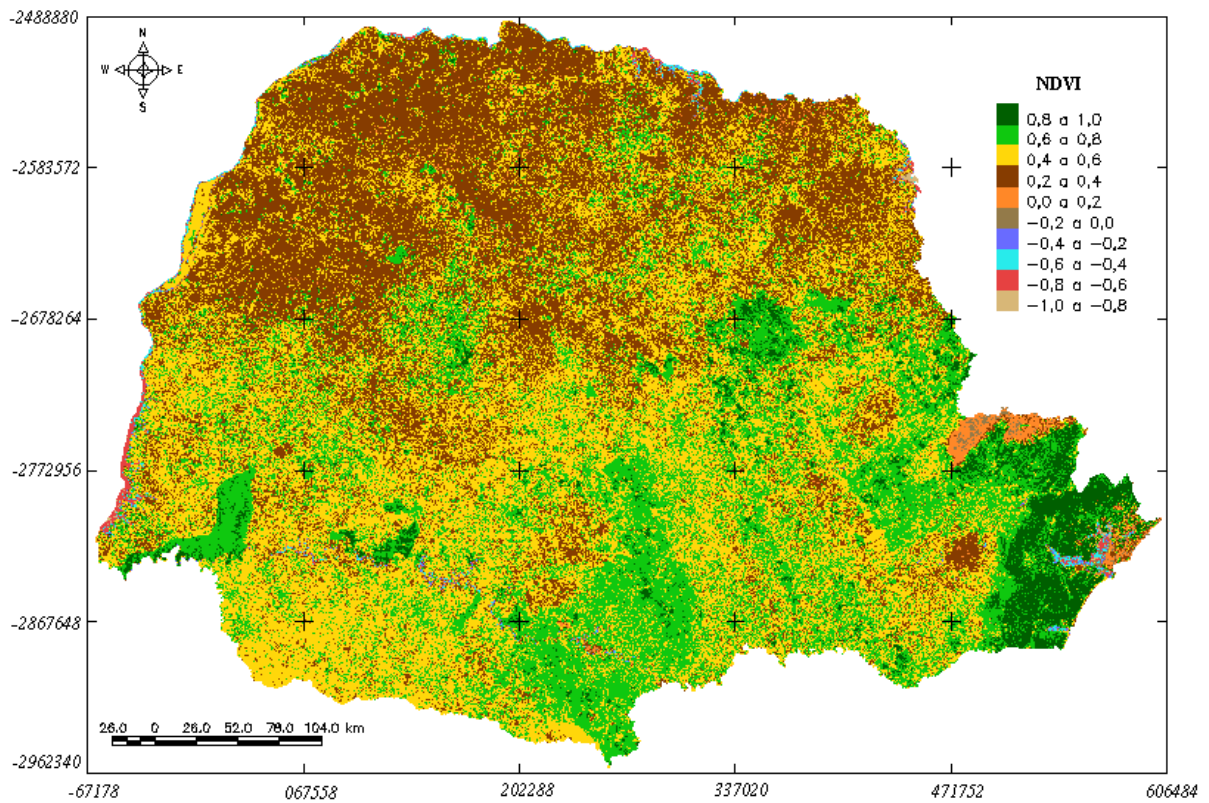 -2488880
N
W E
S
NDVI
0,8 a 1,0
0,6 a 0,8
0,4 a 0,6
0,2 a 0,4
0,0 a 0,2
-0,2 a 0,0
-0,4 a -0,2
-0,6 a -0,4
-0,8 a -0,6
-1,0 a -0,8
-2583572
-2678264
-2772956
-2867648
26.0 0 26.0 52.0 78.0 104.0 km
-2962340
-67178 067558 202288 337020 471752 606484